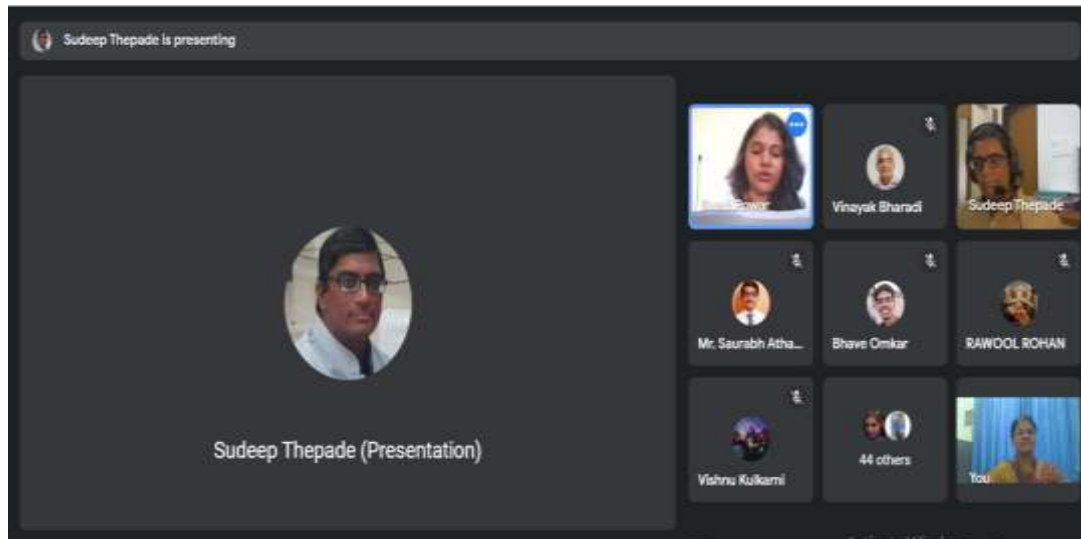 Sudeep Thepade is presenting
Sudeep Thepade (Presentation)
Vinayak Bharadi
Sudeep Thepade
Mr. Saurabh Atha...
Bhave Omkar
RAWOOL ROHAN
Vishnu Kulkarni
44 others
You